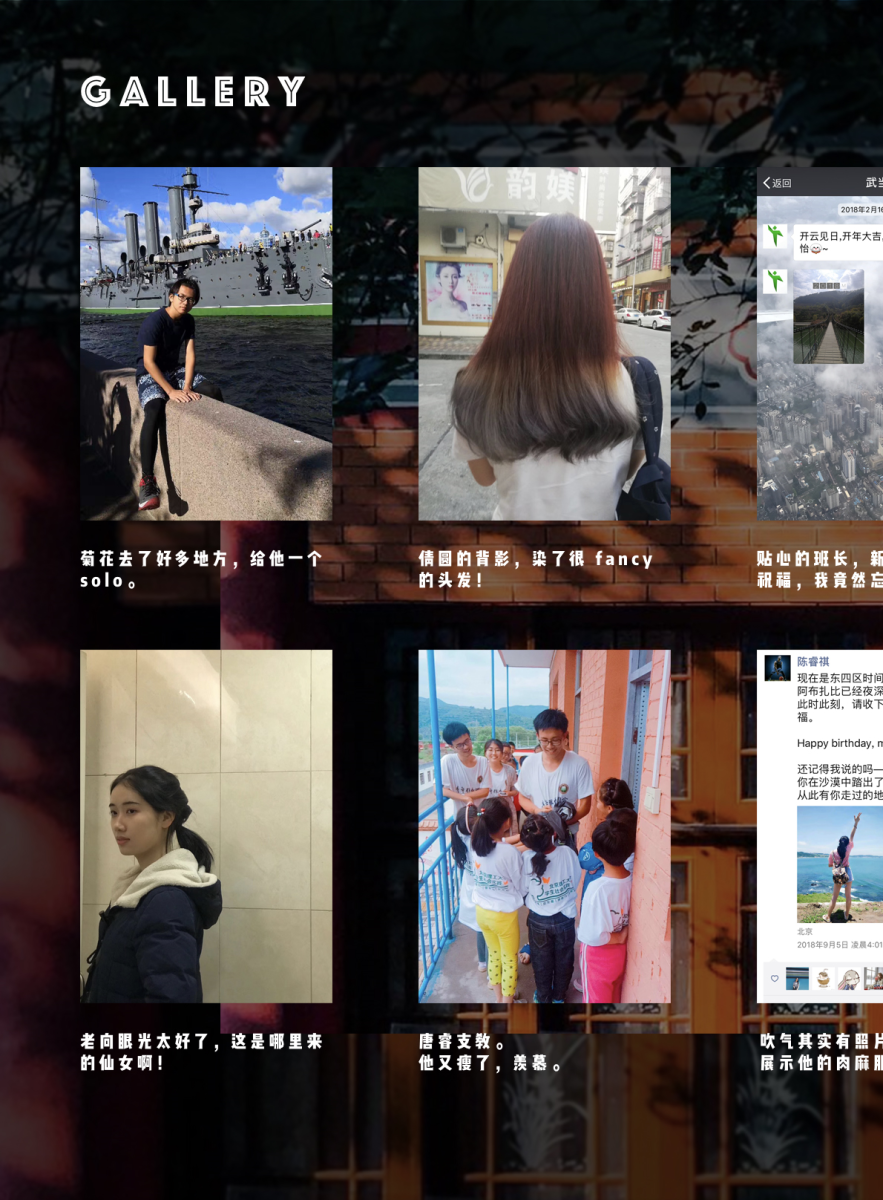 GALLERY
韵媄
返回
武当
2018年2月16
开云见日,开年大吉,
怡~
菊花去了好多地方，给他一个
solo。
倩圆的背影，染了很 fancy
的头发！
贴心的班长，新
祝福，我竟然忘
陈睿祺
现在是东四区时间
阿布扎比已经夜深
此时此刻，请收下
福。
Happy birthday, m
还记得我说的吗—
你在沙漠中踏出了
从此有你走过的地
北京
2018年9月5日 凌晨4:01
老向眼光太好了，这是哪里来
的仙女啊！
唐睿支教。
他又瘦了，羡慕。
吹气其实有照片
展示他的肉麻朋